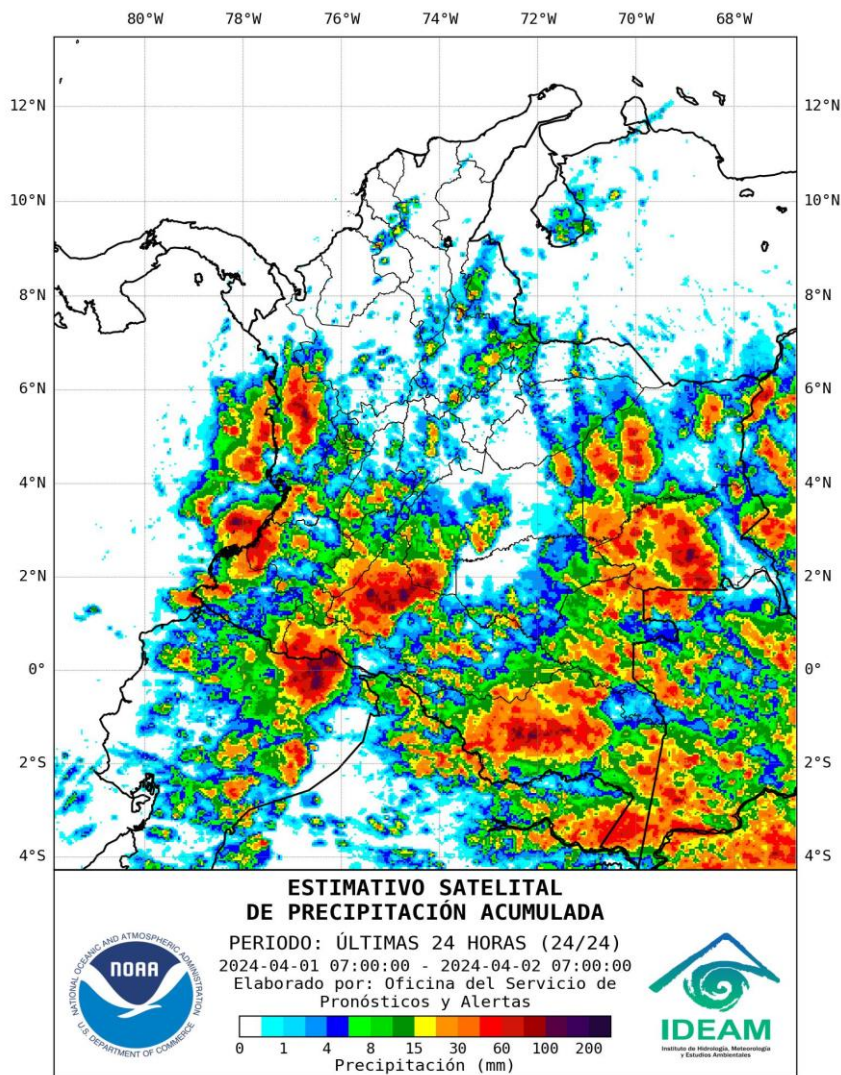 80°W 78°W 76°W 74°W 72°W 70°W 68°W
12°N 12°N
10°N 10°N
8°N 8°N
6°N 6°N
4°N 4°N
2°N 2°N
0° 0°
2°S 2°S
4°S 4°S
ESTIMATIVO SATELITAL
DE PRECIPITACIÓN ACUMULADA
PERIODO: ÚLTIMAS 24 HORAS (24/24)
2024-04-01 07:00:00 - 2024-04-02 07:00:00
Elaborado por: Oficina del Servicio de
Pronósticos y Alertas
0 1 4 8 15 30 60 100 200
Precipitación (mm)
NATIONAL OCEANIC AND ATMOSPHERIC ADMINISTRATION
NOAA
U.S. DEPARTMENT OF COMMERCE
IDEAM
Instituto de Hidrología, Meteorología
y Estudios Ambientales